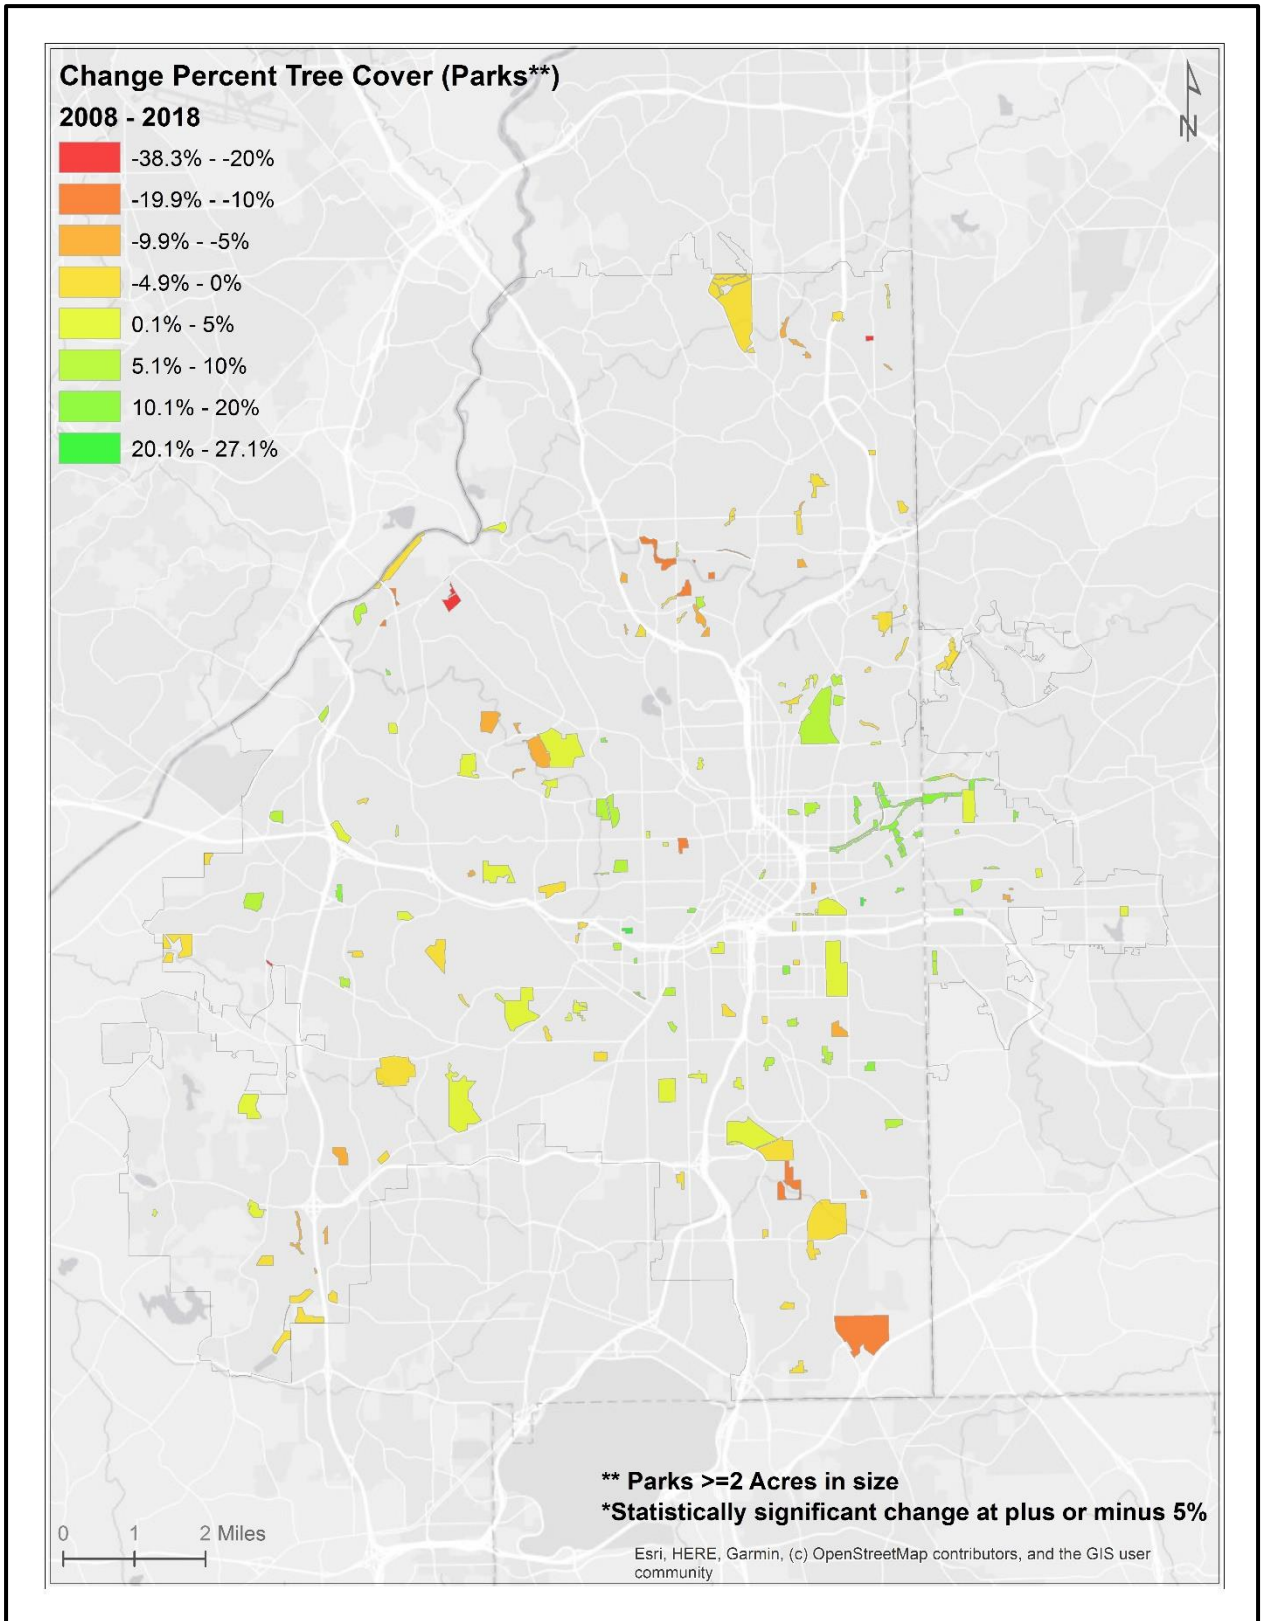 Change Percent Tree Cover (Parks**)
2008 - 2018
-38.3% - -20%
-19.9% - -10%
-9.9% - -5%
-4.9% - 0%
0.1% - 5%
5.1% - 10%
10.1% - 20%
20.1% - 27.1%
N
** Parks >=2 Acres in size
*Statistically significant change at plus or minus 5%
0 1 2 Miles
Esri, HERE, Garmin, (c) OpenStreetMap contributors, and the GIS user
community